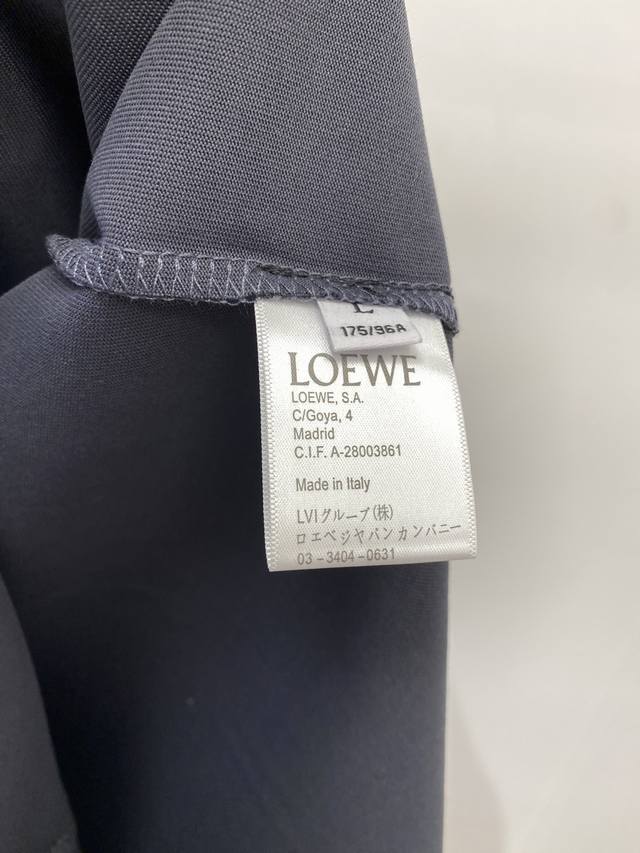 L
175/96A
LOEWE
LOEWE, S.A.
C/Goya, 4
Madrid
C.I.F. A-28003861
Made in Italy
LVIグループ(株)
ロエベジャパンカンパニー
03-3404-0631